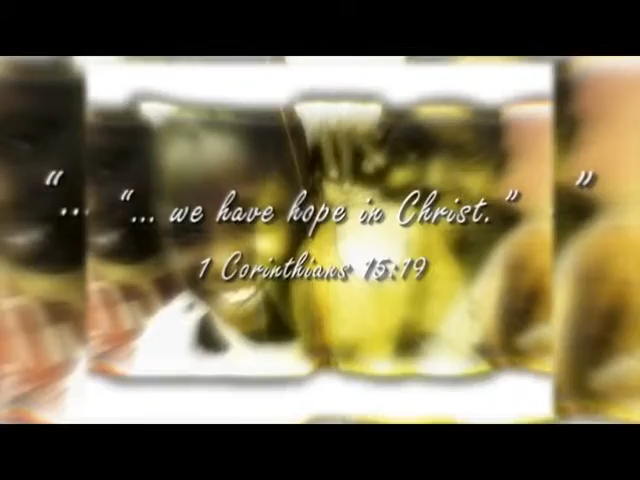 “... “... we have hope in Christ.” ”
1 Corinthians 15:19